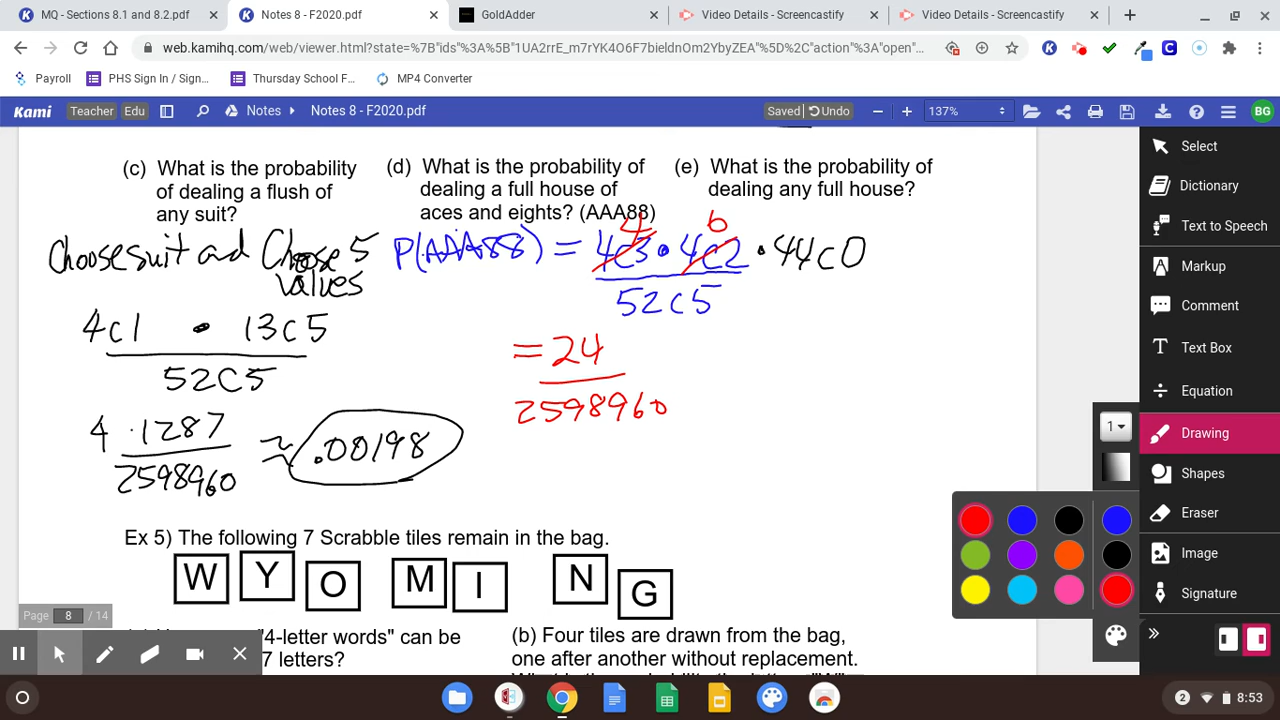 MQ - Sections 8.1 and 8.2.pdf
Notes 8 - F2020.pdf
GoldAdder
Video Details - Screencastify
Video Details - Screencastify
web.kamihq.com/web/viewer.html?state=%7B"ids"%3A%5B"1UA2rrE_m7rYK4O6F7bieldnOm2YbyZEA"%5D%2C"action"%3A"open"...
Payroll
PHS Sign In / Sign...
Thursday School F...
MP4 Converter
Kami
Teacher
Edu
Notes
Notes 8 - F2020.pdf
Saved
Undo
137%
BG
(c) What is the probability of dealing a flush of any suit?
Choose suit and Choose 5 values
4C1 • 13C5
52C5
4 · 1287
2598960
≈ .00198
(d) What is the probability of dealing a full house of aces and eights? (AAA88)
4 6
P(AAA88) = 4C3 • 4C2 • 44C0
52C5
= 24
2598960
(e) What is the probability of dealing any full house?
Ex 5) The following 7 Scrabble tiles remain in the bag.
W Y O M I N G
"4-letter words" can be
7 letters?
(b) Four tiles are drawn from the bag,
one after another without replacement.
Page 8 / 14
Select
Dictionary
Text to Speech
Markup
Comment
Text Box
Equation
Drawing
Shapes
Eraser
Image
Signature
1
2
8:53